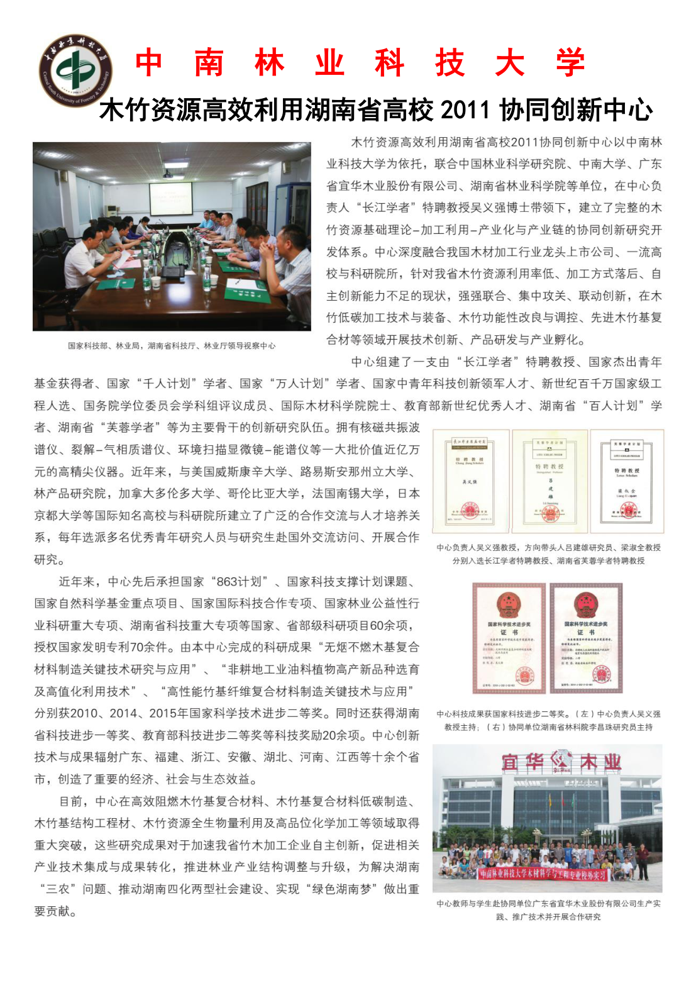 中南林业科技大学
Central South University of Forestry & Technology
中南林业科技大学
木竹资源高效利用湖南省高校 2011 协同创新中心
木竹资源高效利用湖南省高校2011协同创新中心以中南林
业科技大学为依托，联合中国林业科学研究院、中南大学、广东
省宜华木业股份有限公司、湖南省林业科学院等单位，在中心负
责人“长江学者”特聘教授吴义强博士带领下，建立了完整的木
竹资源基础理论–加工利用–产业化与产业链的协同创新研究开
发体系。中心深度融合我国木材加工行业龙头上市公司、一流高
校与科研院所，针对我省木竹资源利用率低、加工方式落后、自
主创新能力不足的现状，强强联合、集中攻关、联动创新，在木
竹低碳加工技术与装备、木竹功能性改良与调控、先进木竹基复
合材等领域开展技术创新、产品研发与产业孵化。
国家科技部、林业局，湖南省科技厅、林业厅领导视察中心
中心组建了一支由“长江学者”特聘教授、国家杰出青年
基金获得者、国家“千人计划”学者、国家“万人计划”学者、国家中青年科技创新领军人才、新世纪百千万国家级工
程人选、国务院学位委员会学科组评议成员、国际木材科学院院士、教育部新世纪优秀人才、湖南省“百人计划”学
者、湖南省“芙蓉学者”等为主要骨干的创新研究队伍。拥有核磁共振波
谱仪、裂解–气相质谱仪、环境扫描显微镜–能谱仪等一大批价值近亿万
元的高精尖仪器。近年来，与美国威斯康辛大学、路易斯安那州立大学、
林产品研究院，加拿大多伦多大学、哥伦比亚大学，法国南锡大学，日本
京都大学等国际知名高校与科研院所建立了广泛的合作交流与人才培养关
系，每年选派多名优秀青年研究人员与研究生赴国外交流访问、开展合作
研究。
近年来，中心先后承担国家“863计划”、国家科技支撑计划课题、
国家自然科学基金重点项目、国家国际科技合作专项、国家林业公益性行
业科研重大专项、湖南省科技重大专项等国家、省部级科研项目60余项，
授权国家发明专利70余件。由本中心完成的科研成果“无烟不燃木基复合
材料制造关键技术研究与应用”、“非耕地工业油料植物高产新品种选育
及高值化利用技术”、“高性能竹基纤维复合材料制造关键技术与应用”
分别获2010、2014、2015年国家科学技术进步二等奖。同时还获得湖南
省科技进步一等奖、教育部科技进步二等奖等科技奖励20余项。中心创新
技术与成果辐射广东、福建、浙江、安徽、湖北、河南、江西等十余个省
市，创造了重要的经济、社会与生态效益。
目前，中心在高效阻燃木竹基复合材料、木竹基复合材料低碳制造、
木竹基结构工程材、木竹资源全生物量利用及高品位化学加工等领域取得
重大突破，这些研究成果对于加速我省竹木加工企业自主创新，促进相关
产业技术集成与成果转化，推进林业产业结构调整与升级，为解决湖南
“三农”问题、推动湖南四化两型社会建设、实现“绿色湖南梦”做出重
要贡献。
特聘教授
吴义强
芙蓉学者计划
特聘教授
吕建雄
芙蓉学者计划
特聘教授
中心负责人吴义强教授，方向带头人吕建雄研究员、梁淑全教授
分别入选长江学者特聘教授、湖南省芙蓉学者特聘教授
国家科学技术进步奖
证书
国家科学技术进步奖
证书
中心科技成果获国家科技进步二等奖。（左）中心负责人吴义强
教授主持；（右）协同单位湖南省林科院李昌珠研究员主持
宜华木业
中南林业科技大学木材科学与工程专业校外实习
中心教师与学生赴协同单位广东省宜华木业股份有限公司生产实
践、推广技术并开展合作研究